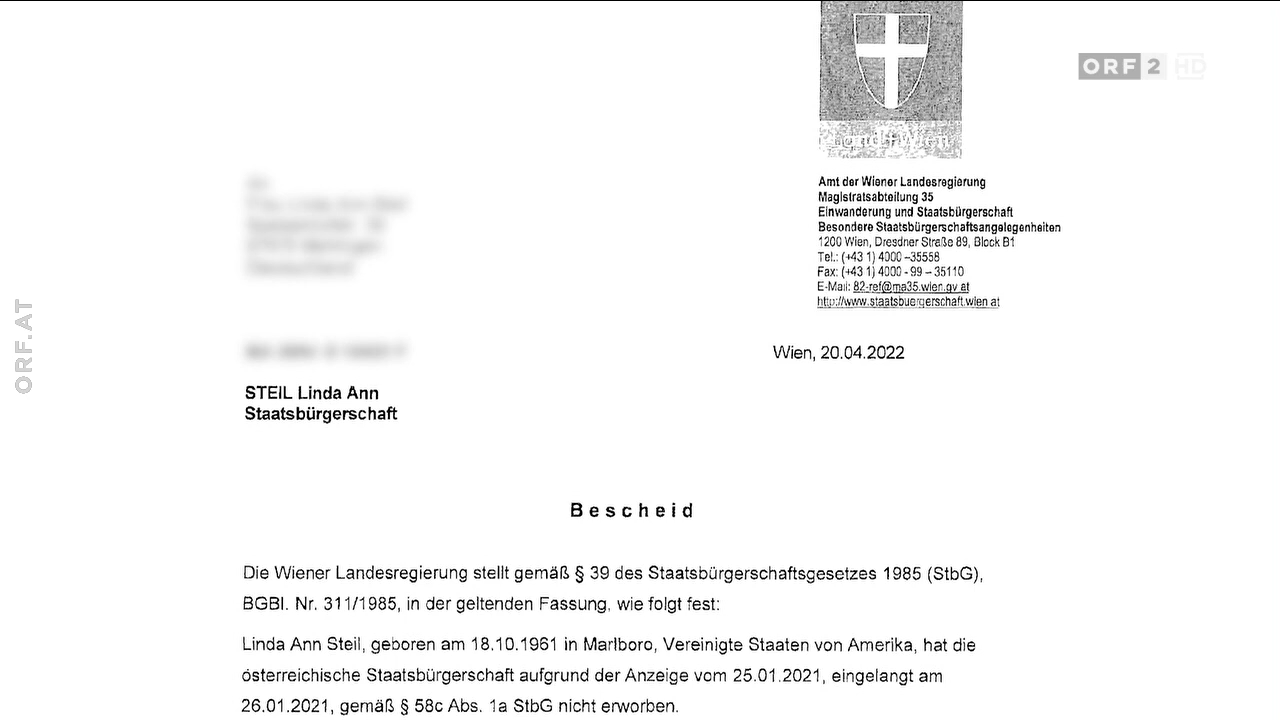 ORF 2 HD
Land Wien
Amt der Wiener Landesregierung
Magistratsabteilung 35
Einwanderung und Staatsbürgerschaft
Besondere Staatsbürgerschaftsangelegenheiten
1200 Wien, Dresdner Straße 89, Block B1
Tel.: (+43 1) 4000 –35558
Fax: (+43 1) 4000 - 99 – 35110
E-Mail: 82-ref@ma35.wien.gv.at
http://www.staatsbuergerschaft.wien.at
ORF.AT
Wien, 20.04.2022
STEIL Linda Ann
Staatsbürgerschaft
Bescheid
Die Wiener Landesregierung stellt gemäß § 39 des Staatsbürgerschaftsgesetzes 1985 (StbG),
BGBl. Nr. 311/1985, in der geltenden Fassung, wie folgt fest:
Linda Ann Steil, geboren am 18.10.1961 in Marlboro, Vereinigte Staaten von Amerika, hat die
österreichische Staatsbürgerschaft aufgrund der Anzeige vom 25.01.2021, eingelangt am
26.01.2021, gemäß § 58c Abs. 1a StbG nicht erworben.